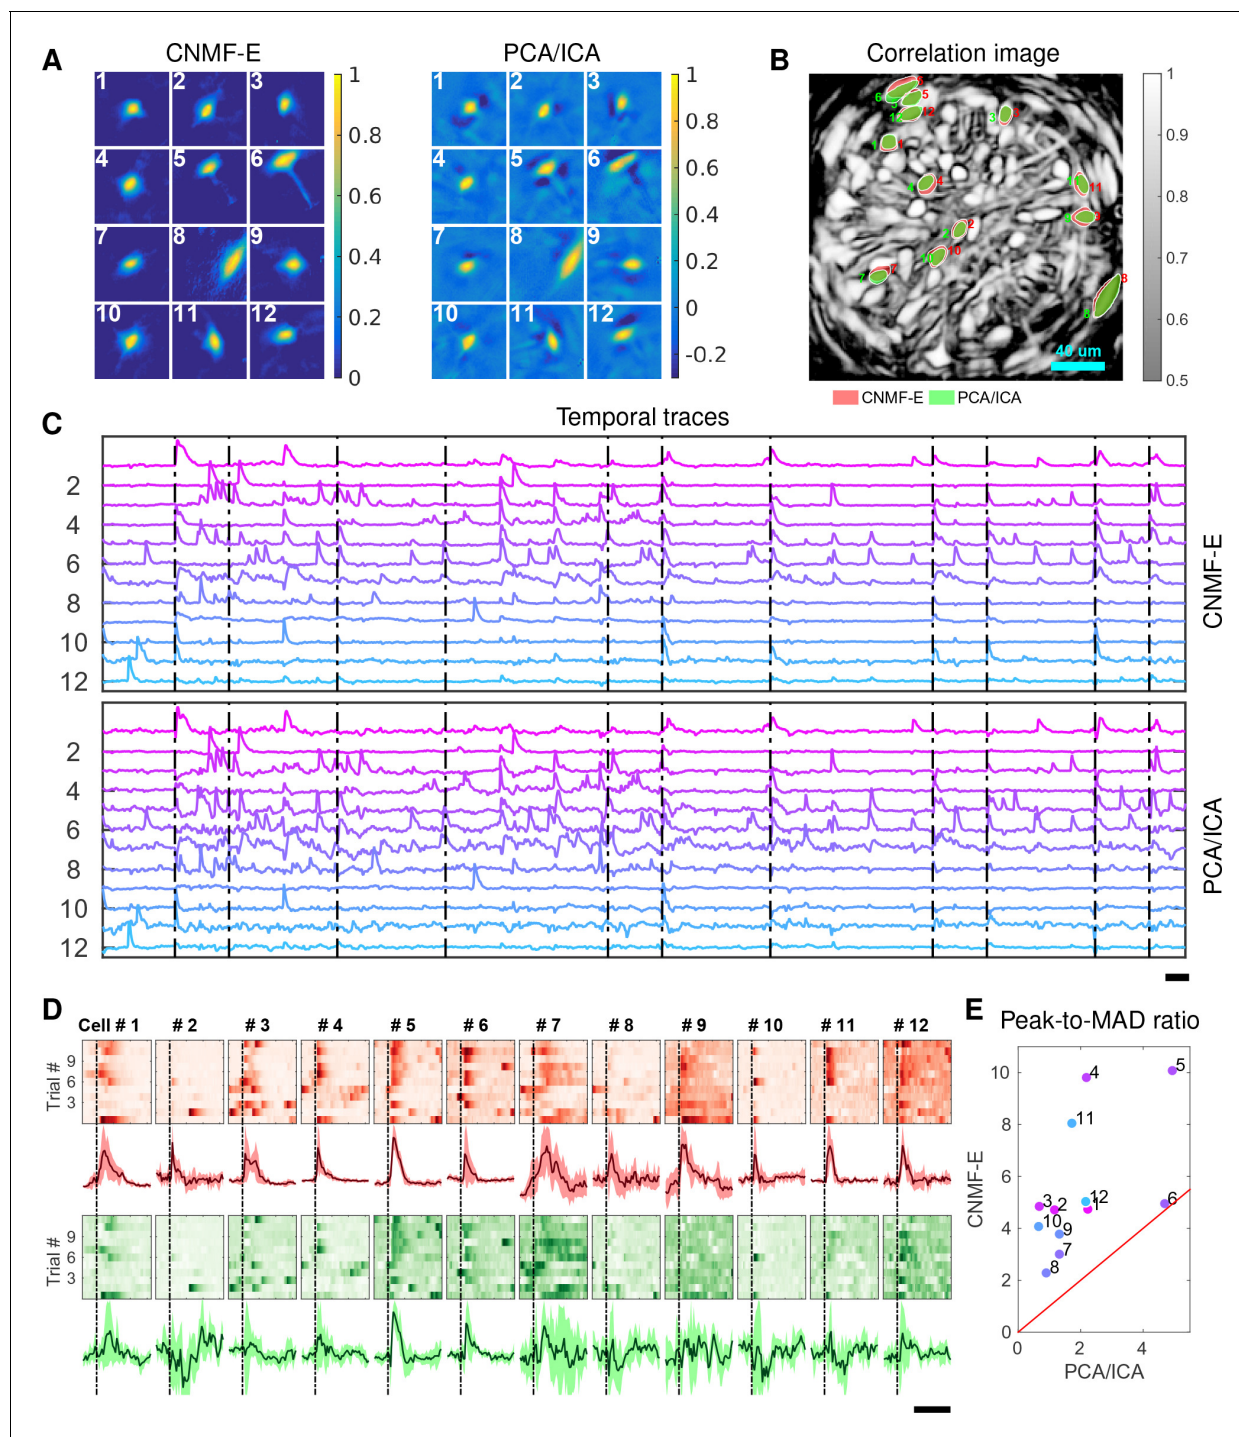 A
CNMF-E
PCA/ICA
B
Correlation image
1 2 3
4 5 6
7 8 9
10 11 12
1
0.8
0.6
0.4
0.2
0
1 2 3
4 5 6
7 8 9
10 11 12
1
0.8
0.6
0.4
0.2
0
-0.2
1
0.9
0.8
0.7
0.6
0.5
40 um
CNMF-E PCA/ICA
C
Temporal traces
2
4
6
8
10
12
CNMF-E
2
4
6
8
10
12
PCA/ICA
D
Cell # 1 # 2 # 3 # 4 # 5 # 6 # 7 # 8 # 9 # 10 # 11 # 12
Trial #
9
6
3
Trial #
9
6
3
E
Peak-to-MAD ratio
CNMF-E
10
8
6
4
2
0
4
5
11
3
2
12
1
6
10
9
7
8
0 2 4
PCA/ICA